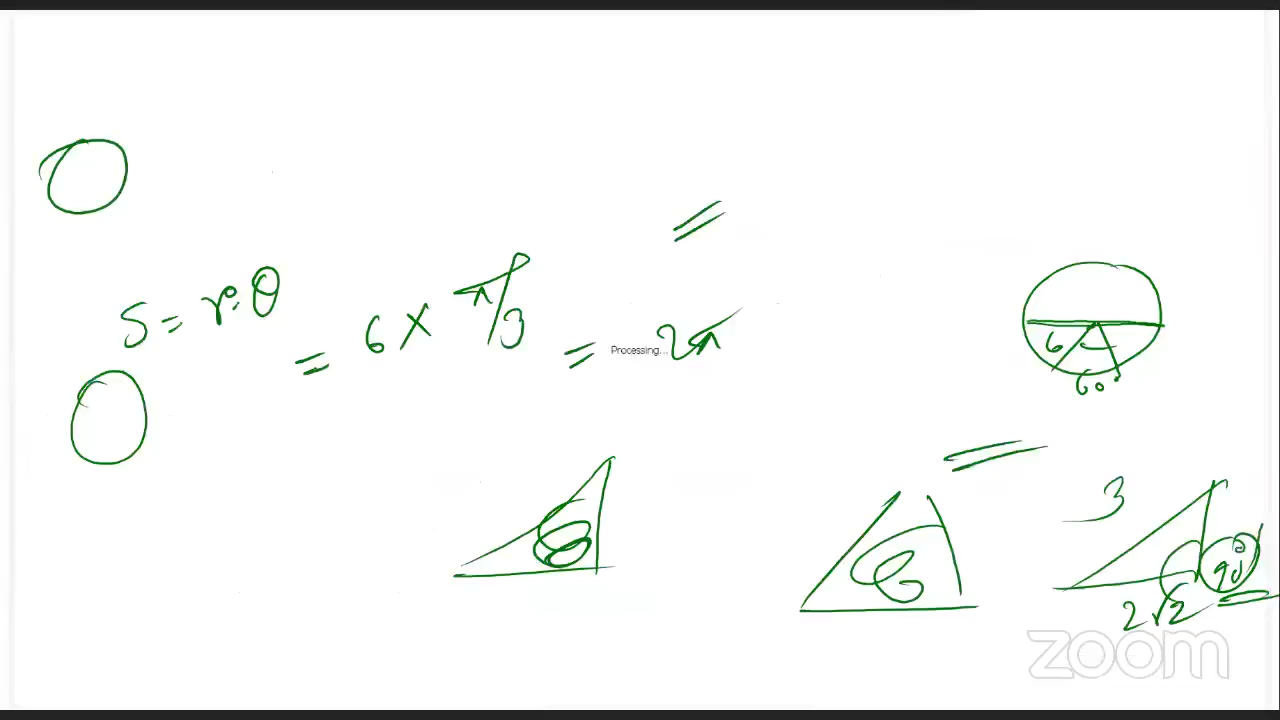 S = r·θ
= 6 × π/3
= 2π
Processing...
6
60°
3
90°
2√2
zoom